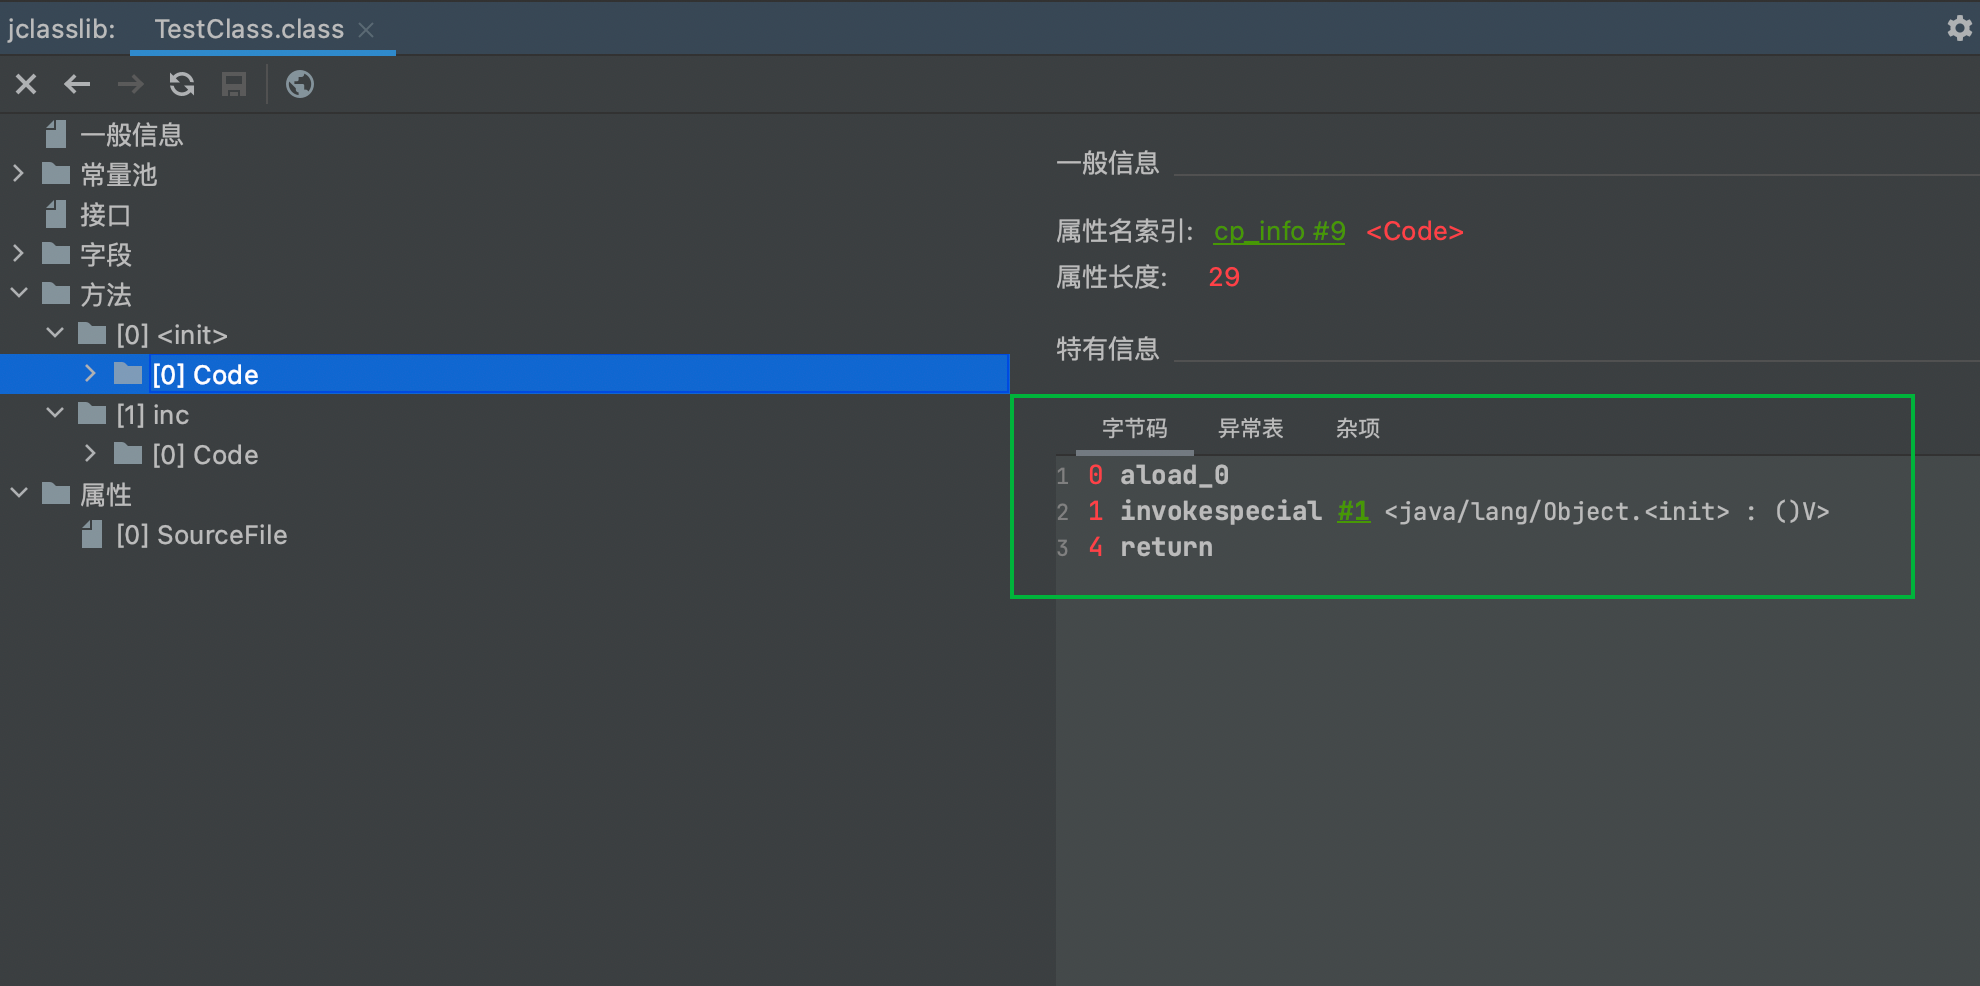 jclasslib: TestClass.class
一般信息
常量池
接口
字段
方法
[0] <init>
[0] Code
[1] inc
[0] Code
属性
[0] SourceFile
一般信息
属性名索引: cp_info #9 <Code>
属性长度: 29
特有信息
字节码 异常表 杂项
1 0 aload_0
2 1 invokespecial #1 <java/lang/Object.<init> : ()V>
3 4 return